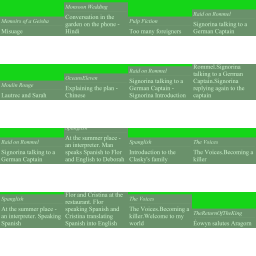 Memoirs of a Geisha
Misuage
Monsoon Wedding
Conversation in the
garden on the phone -
Hindi
Pulp Fiction
Too many foreigners
Raid on Rommel
Signorina talking to a
German Captain
Moulin Rouge
Lautrec and Satie
OceansEleven
Explaining the plan -
Chinese
Raid on Rommel
Signorina talking to a
German Captain -
Signorina Introduction
Rommel.Signorina
talking to a German
Captain.Signorina
replying again to the
captain
Raid on Rommel
Signorina talking to a
German Captain
Spanglish
At the summer place -
an interpreter. Man
speaks Spanish to Flor
and English to Deborah
Spanglish
Introduction to the
Clasky's family
The Voices
The Voices.Becoming a
killer
Spanglish
At the summer place -
an interpreter. Speaking
Spanish
Flor and Cristina at the
restaurant. Flor
speaking Spanish and
Cristina translating
Spanish into English
The Voices
The Voices.Becoming a
killer.Welcome to my
world
TheReturnOfTheKing
Eowyn salutes Aragorn